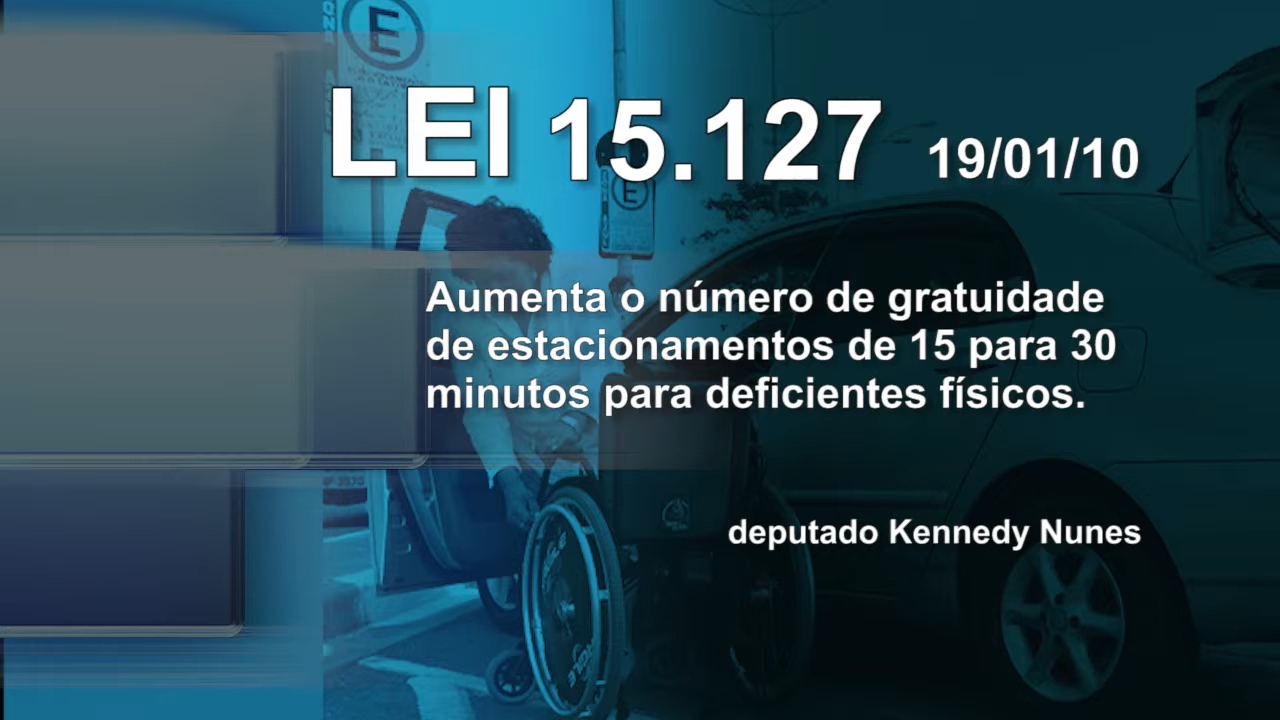 E
LEI 15.127 19/01/10
E
Aumenta o número de gratuidade
de estacionamentos de 15 para 30
minutos para deficientes físicos.
deputado Kennedy Nunes